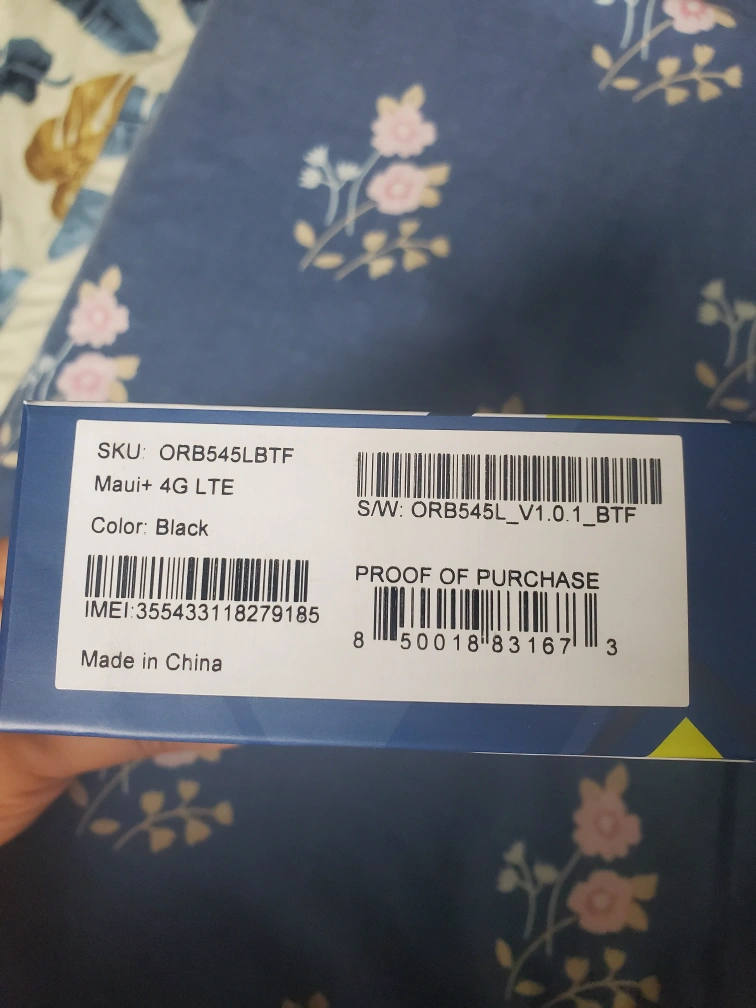 SKU: ORB545LBTF
Maui+ 4G LTE
Color: Black
IMEI:355433118279185
Made in China
S/W: ORB545L_V1.0.1_BTF
PROOF OF PURCHASE
8 50018 83167 3